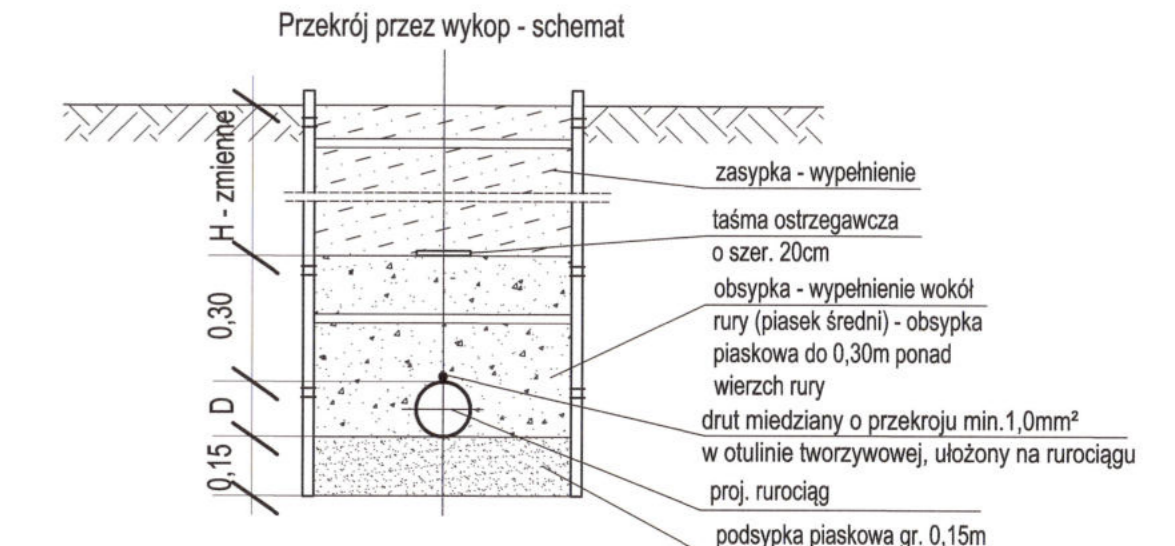 Przekrój przez wykop - schemat
H - zmienne
0,30
D
0,15
zasypka - wypełnienie
taśma ostrzegawcza
o szer. 20cm
obsypka - wypełnienie wokół
rury (piasek średni) - obsypka
piaskowa do 0,30m ponad
wierzch rury
drut miedziany o przekroju min.1,0mm²
w otulinie tworzywowej, ułożony na rurociągu
proj. rurociąg
podsypka piaskowa gr. 0,15m